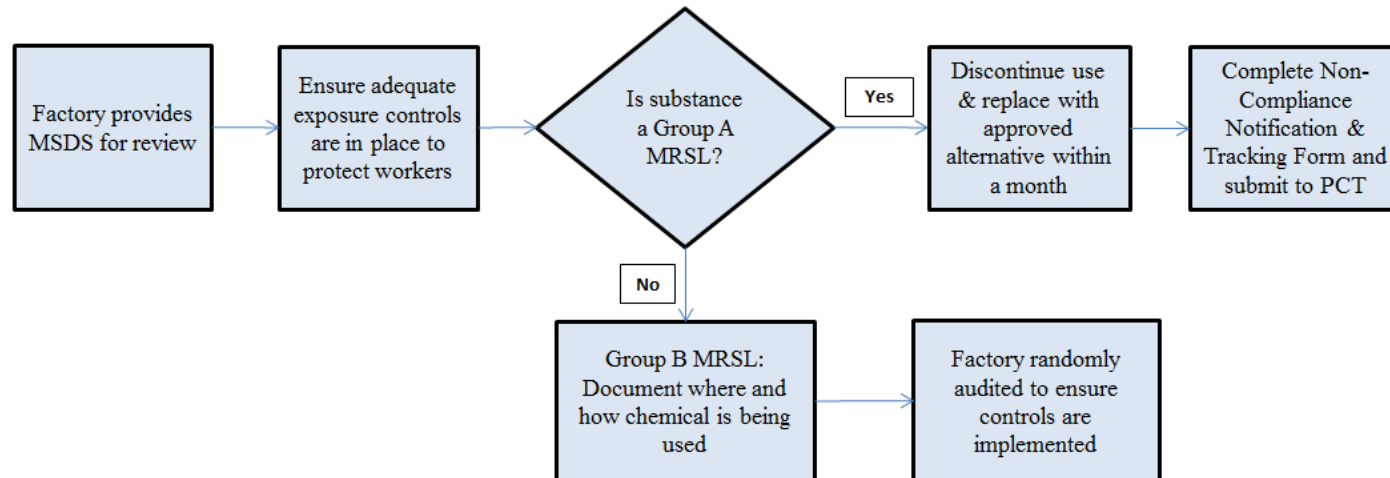 Factory provides
MSDS for review
Ensure adequate
exposure controls
are in place to
protect workers
Is substance
a Group A
MRSL?
Yes
Discontinue use
& replace with
approved
alternative within
a month
Complete Non-
Compliance
Notification &
Tracking Form and
submit to PCT
No
Group B MRSL:
Document where and
how chemical is being
used
Factory randomly
audited to ensure
controls are
implemented